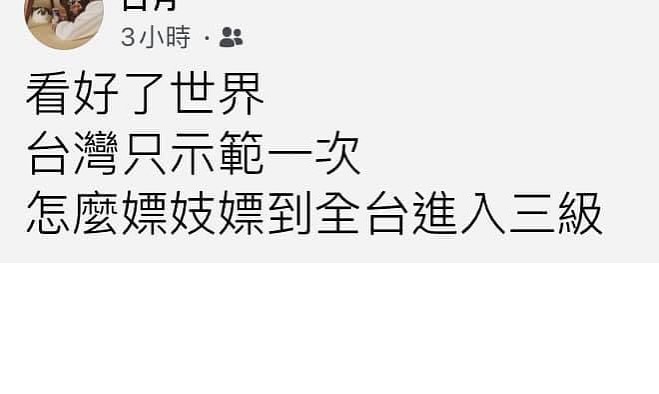 3小時 ·
看好了世界
台灣只示範一次
怎麼嫖妓嫖到全台進入三級